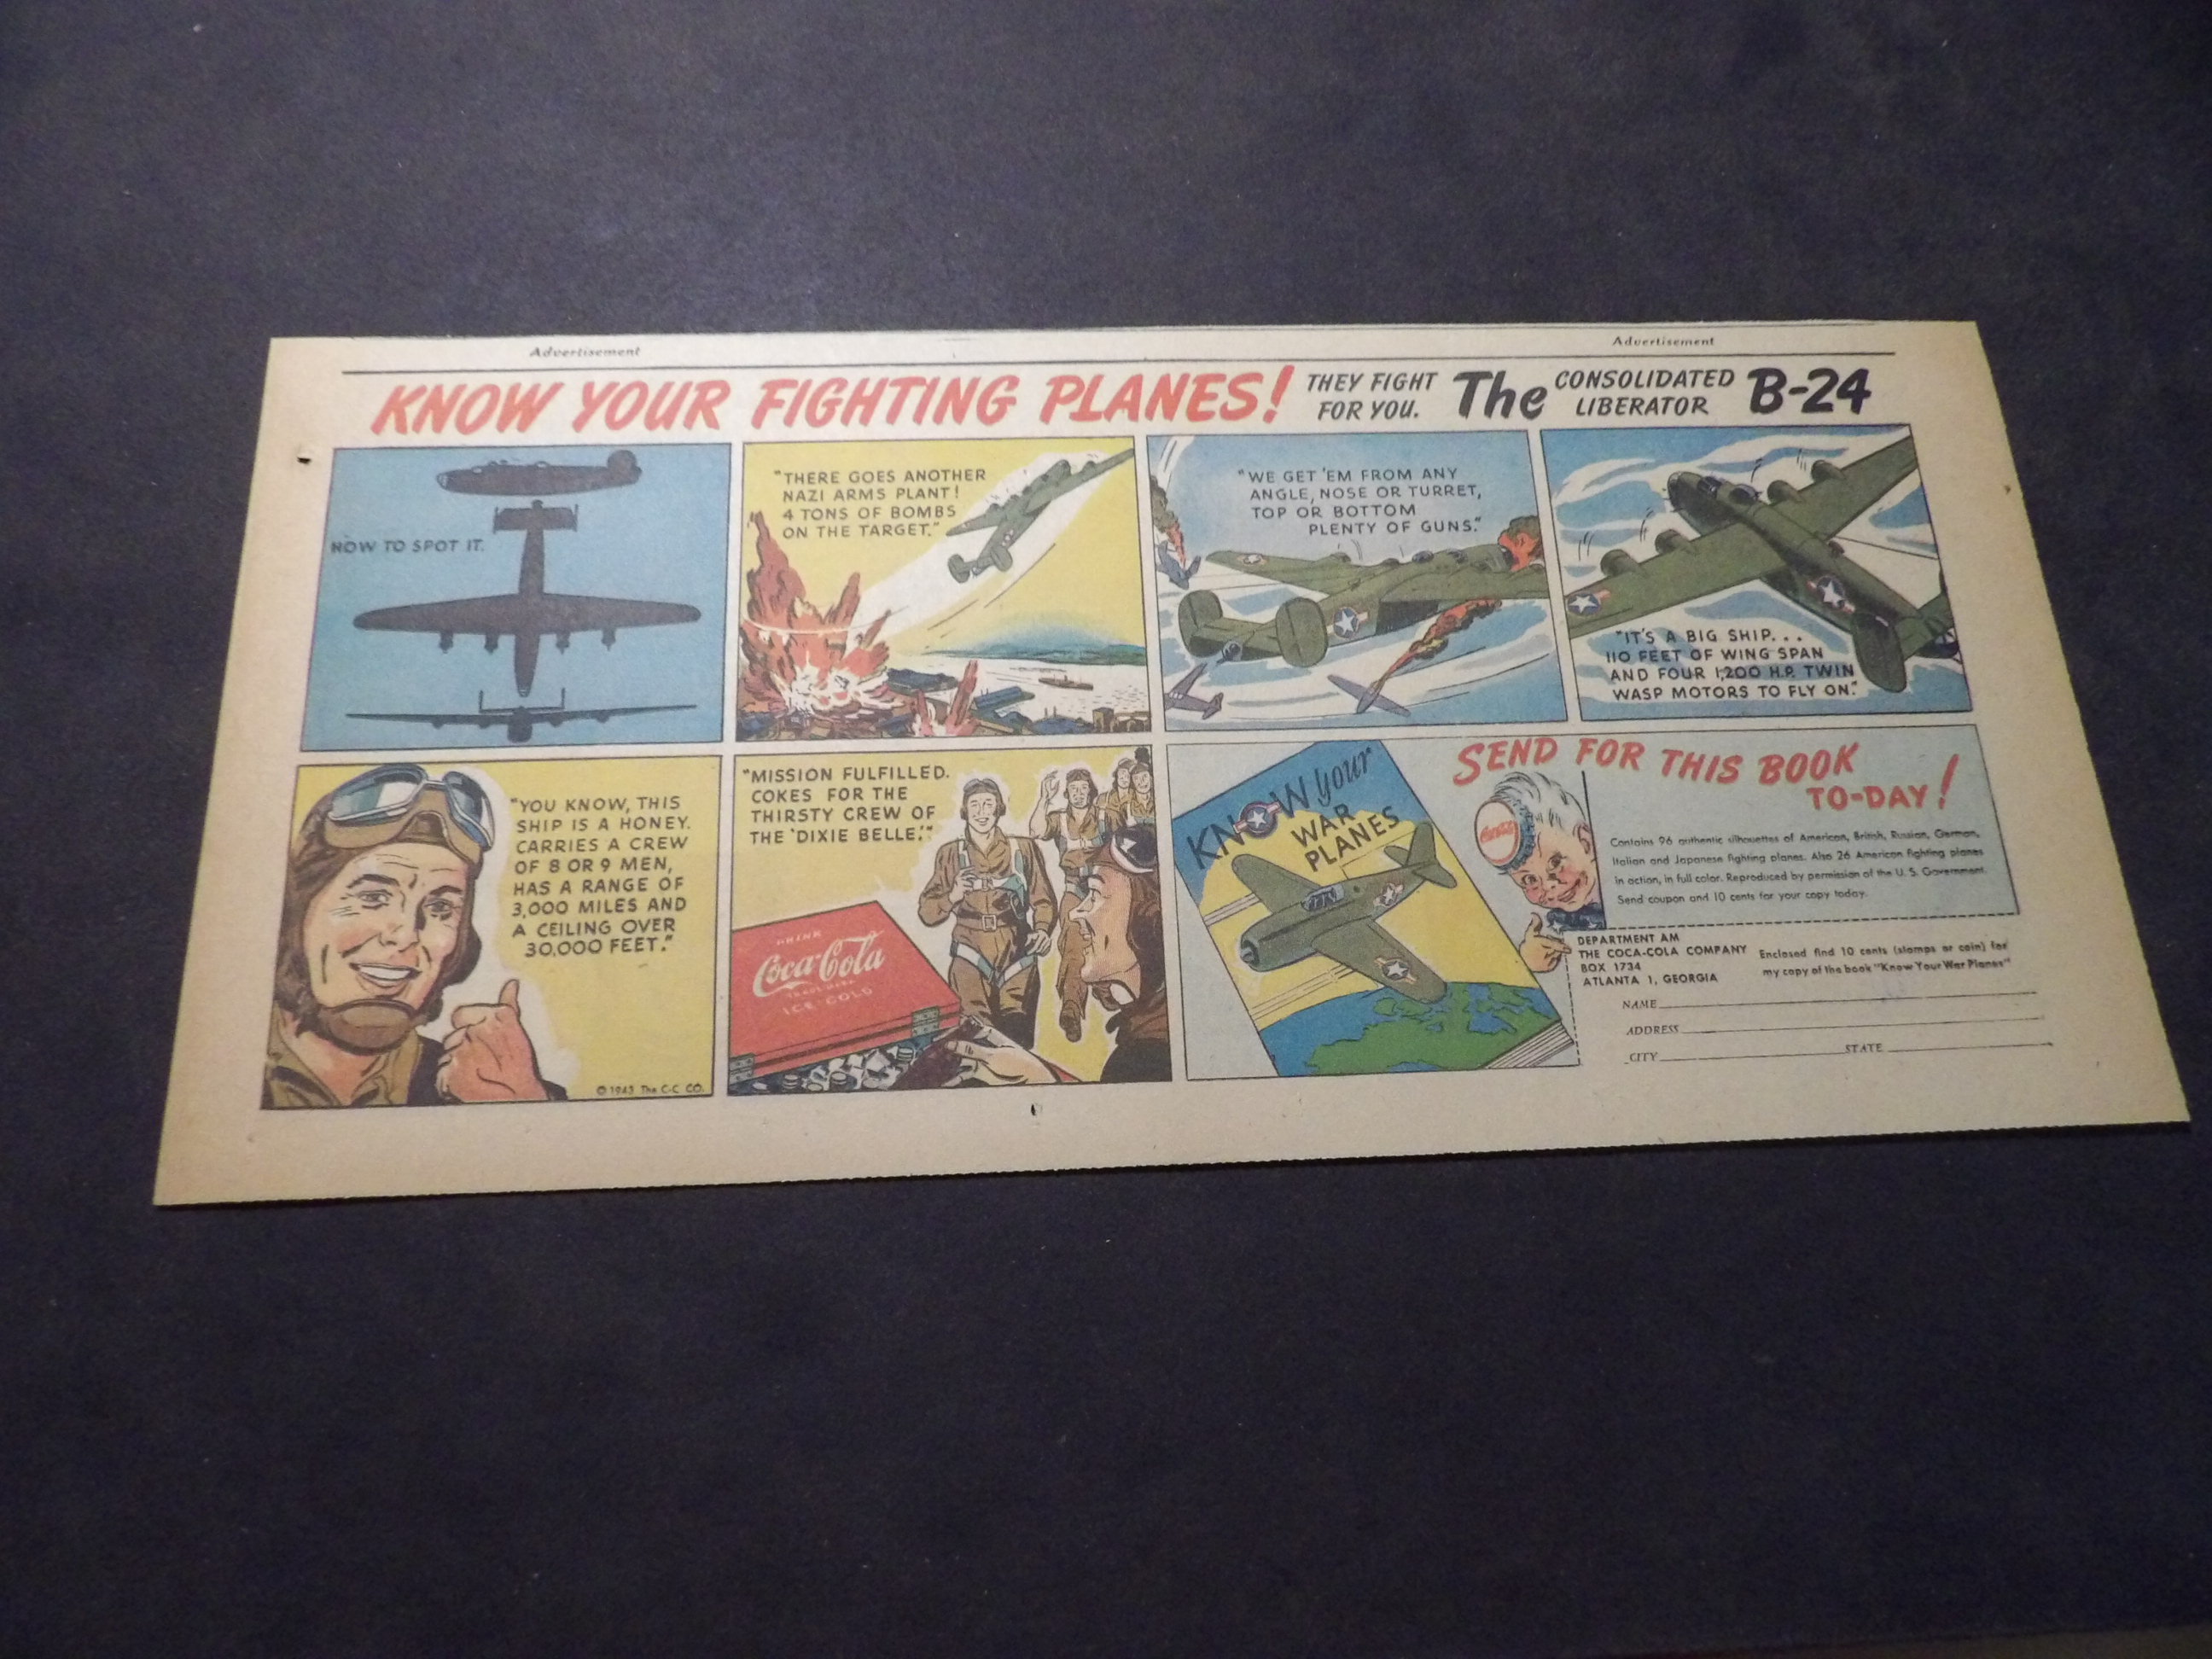 Advertisement
Advertisement
KNOW YOUR FIGHTING PLANES!
THEY FIGHT
FOR YOU.
The
CONSOLIDATED
LIBERATOR
B-24
HOW TO SPOT IT.
"THERE GOES ANOTHER
NAZI ARMS PLANT!
4 TONS OF BOMBS
ON THE TARGET."
"WE GET 'EM FROM ANY
ANGLE, NOSE OR TURRET,
TOP OR BOTTOM
PLENTY OF GUNS."
"IT'S A BIG SHIP...
110 FEET OF WING SPAN
AND FOUR 1,200 H.P. TWIN
WASP MOTORS TO FLY ON."
"YOU KNOW, THIS
SHIP IS A HONEY.
CARRIES A CREW
OF 8 OR 9 MEN,
HAS A RANGE OF
3,000 MILES AND
A CEILING OVER
30,000 FEET."
© 1943 The C-C CO.
"MISSION FULFILLED.
COKES FOR THE
THIRSTY CREW OF
THE 'DIXIE BELLE.'"
DRINK
Coca-Cola
TRADE MARK
ICE-COLD
KNOW your
WAR
PLANES
SEND FOR THIS BOOK
TO-DAY!
Coca-Cola
Contains 96 authentic silhouettes of American, British, Russian, German,
Italian and Japanese fighting planes. Also 26 American fighting planes
in action, in full color. Reproduced by permission of the U. S. Government.
Send coupon and 10 cents for your copy today.
DEPARTMENT AM
THE COCA-COLA COMPANY
BOX 1734
ATLANTA 1, GEORGIA
Enclosed find 10 cents (stamps or coin) for
my copy of the book "Know Your War Planes"
NAME
ADDRESS
CITY STATE